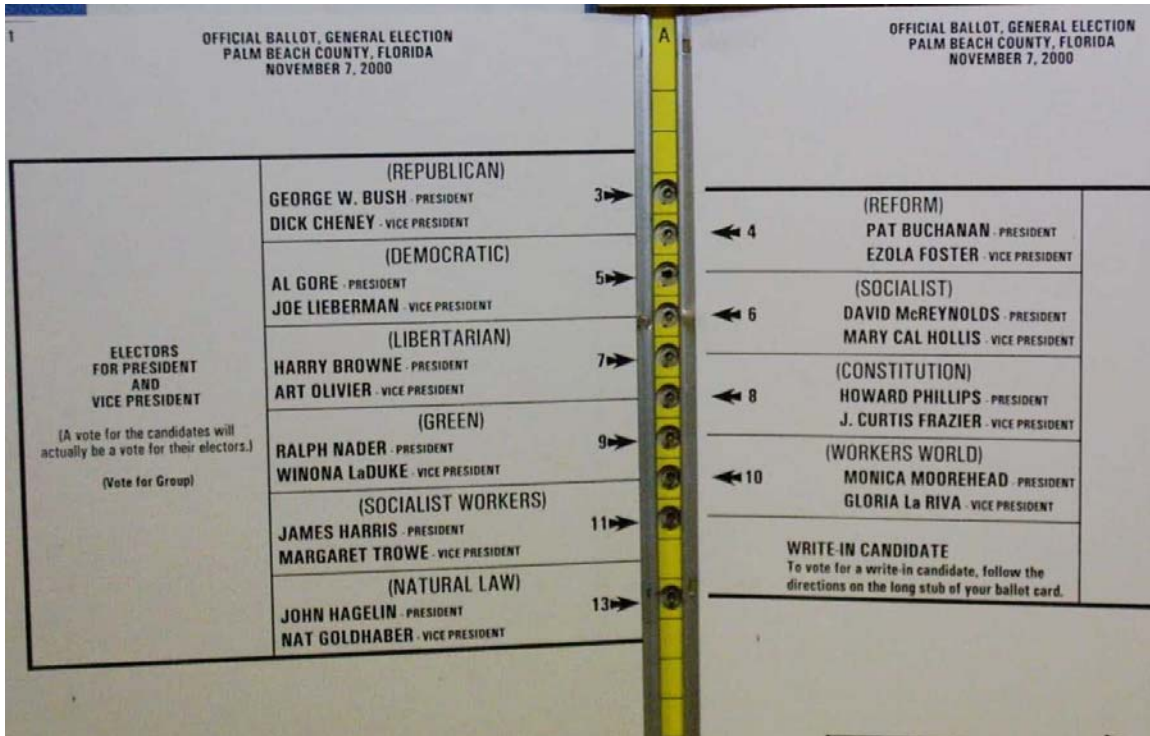 1
OFFICIAL BALLOT, GENERAL ELECTION
PALM BEACH COUNTY, FLORIDA
NOVEMBER 7, 2000
ELECTORS
FOR PRESIDENT
AND
VICE PRESIDENT
(A vote for the candidates will
actually be a vote for their electors.)
(Vote for Group)
(REPUBLICAN)
GEORGE W. BUSH - PRESIDENT
DICK CHENEY - VICE PRESIDENT
3
(DEMOCRATIC)
AL GORE - PRESIDENT
JOE LIEBERMAN - VICE PRESIDENT
5
(LIBERTARIAN)
HARRY BROWNE - PRESIDENT
ART OLIVIER - VICE PRESIDENT
7
(GREEN)
RALPH NADER - PRESIDENT
WINONA LaDUKE - VICE PRESIDENT
9
(SOCIALIST WORKERS)
JAMES HARRIS - PRESIDENT
MARGARET TROWE - VICE PRESIDENT
11
(NATURAL LAW)
JOHN HAGELIN - PRESIDENT
NAT GOLDHABER - VICE PRESIDENT
13
A
OFFICIAL BALLOT, GENERAL ELECTION
PALM BEACH COUNTY, FLORIDA
NOVEMBER 7, 2000
(REFORM)
4
PAT BUCHANAN - PRESIDENT
EZOLA FOSTER - VICE PRESIDENT
(SOCIALIST)
6
DAVID McREYNOLDS - PRESIDENT
MARY CAL HOLLIS - VICE PRESIDENT
(CONSTITUTION)
8
HOWARD PHILLIPS - PRESIDENT
J. CURTIS FRAZIER - VICE PRESIDENT
(WORKERS WORLD)
10
MONICA MOOREHEAD - PRESIDENT
GLORIA La RIVA - VICE PRESIDENT
WRITE-IN CANDIDATE
To vote for a write-in candidate, follow the
directions on the long stub of your ballot card.